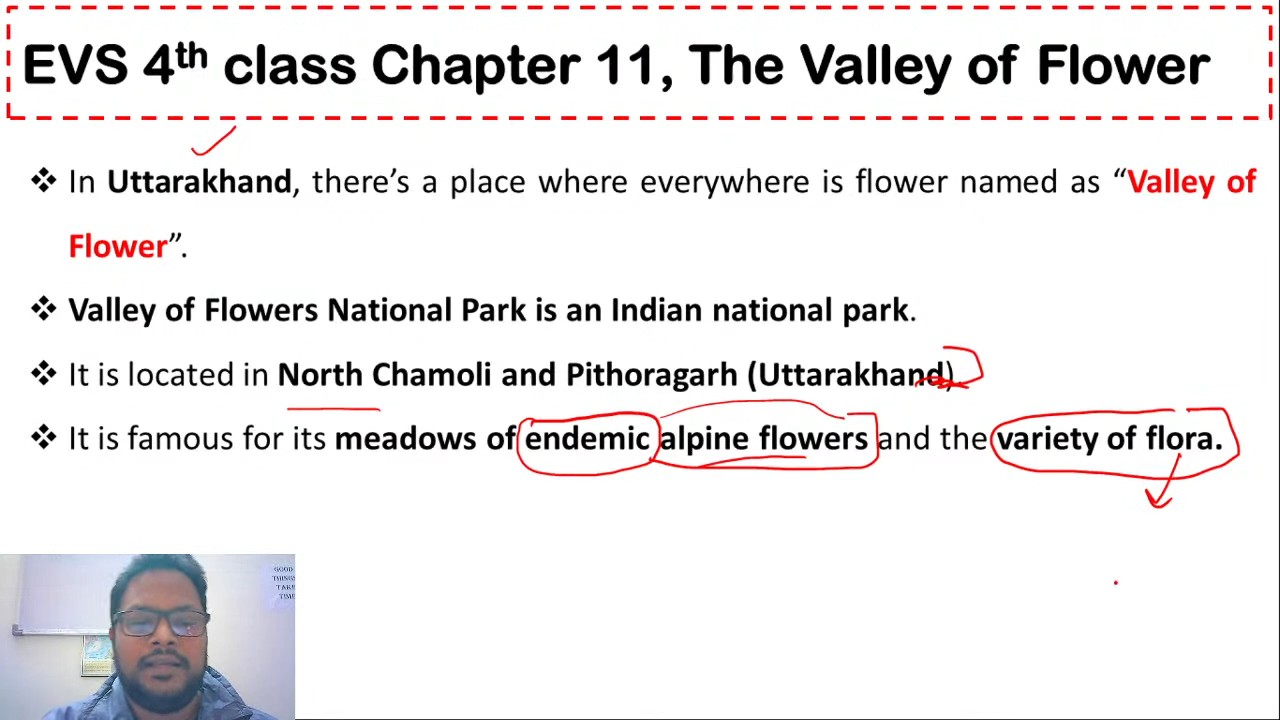 EVS 4th class Chapter 11, The Valley of Flower
❖ In Uttarakhand, there’s a place where everywhere is flower named as “Valley of
Flower”.
❖ Valley of Flowers National Park is an Indian national park.
❖ It is located in North Chamoli and Pithoragarh (Uttarakhand)
❖ It is famous for its meadows of endemic alpine flowers and the variety of flora.
GOOD
THINGS
TAKE
TIME